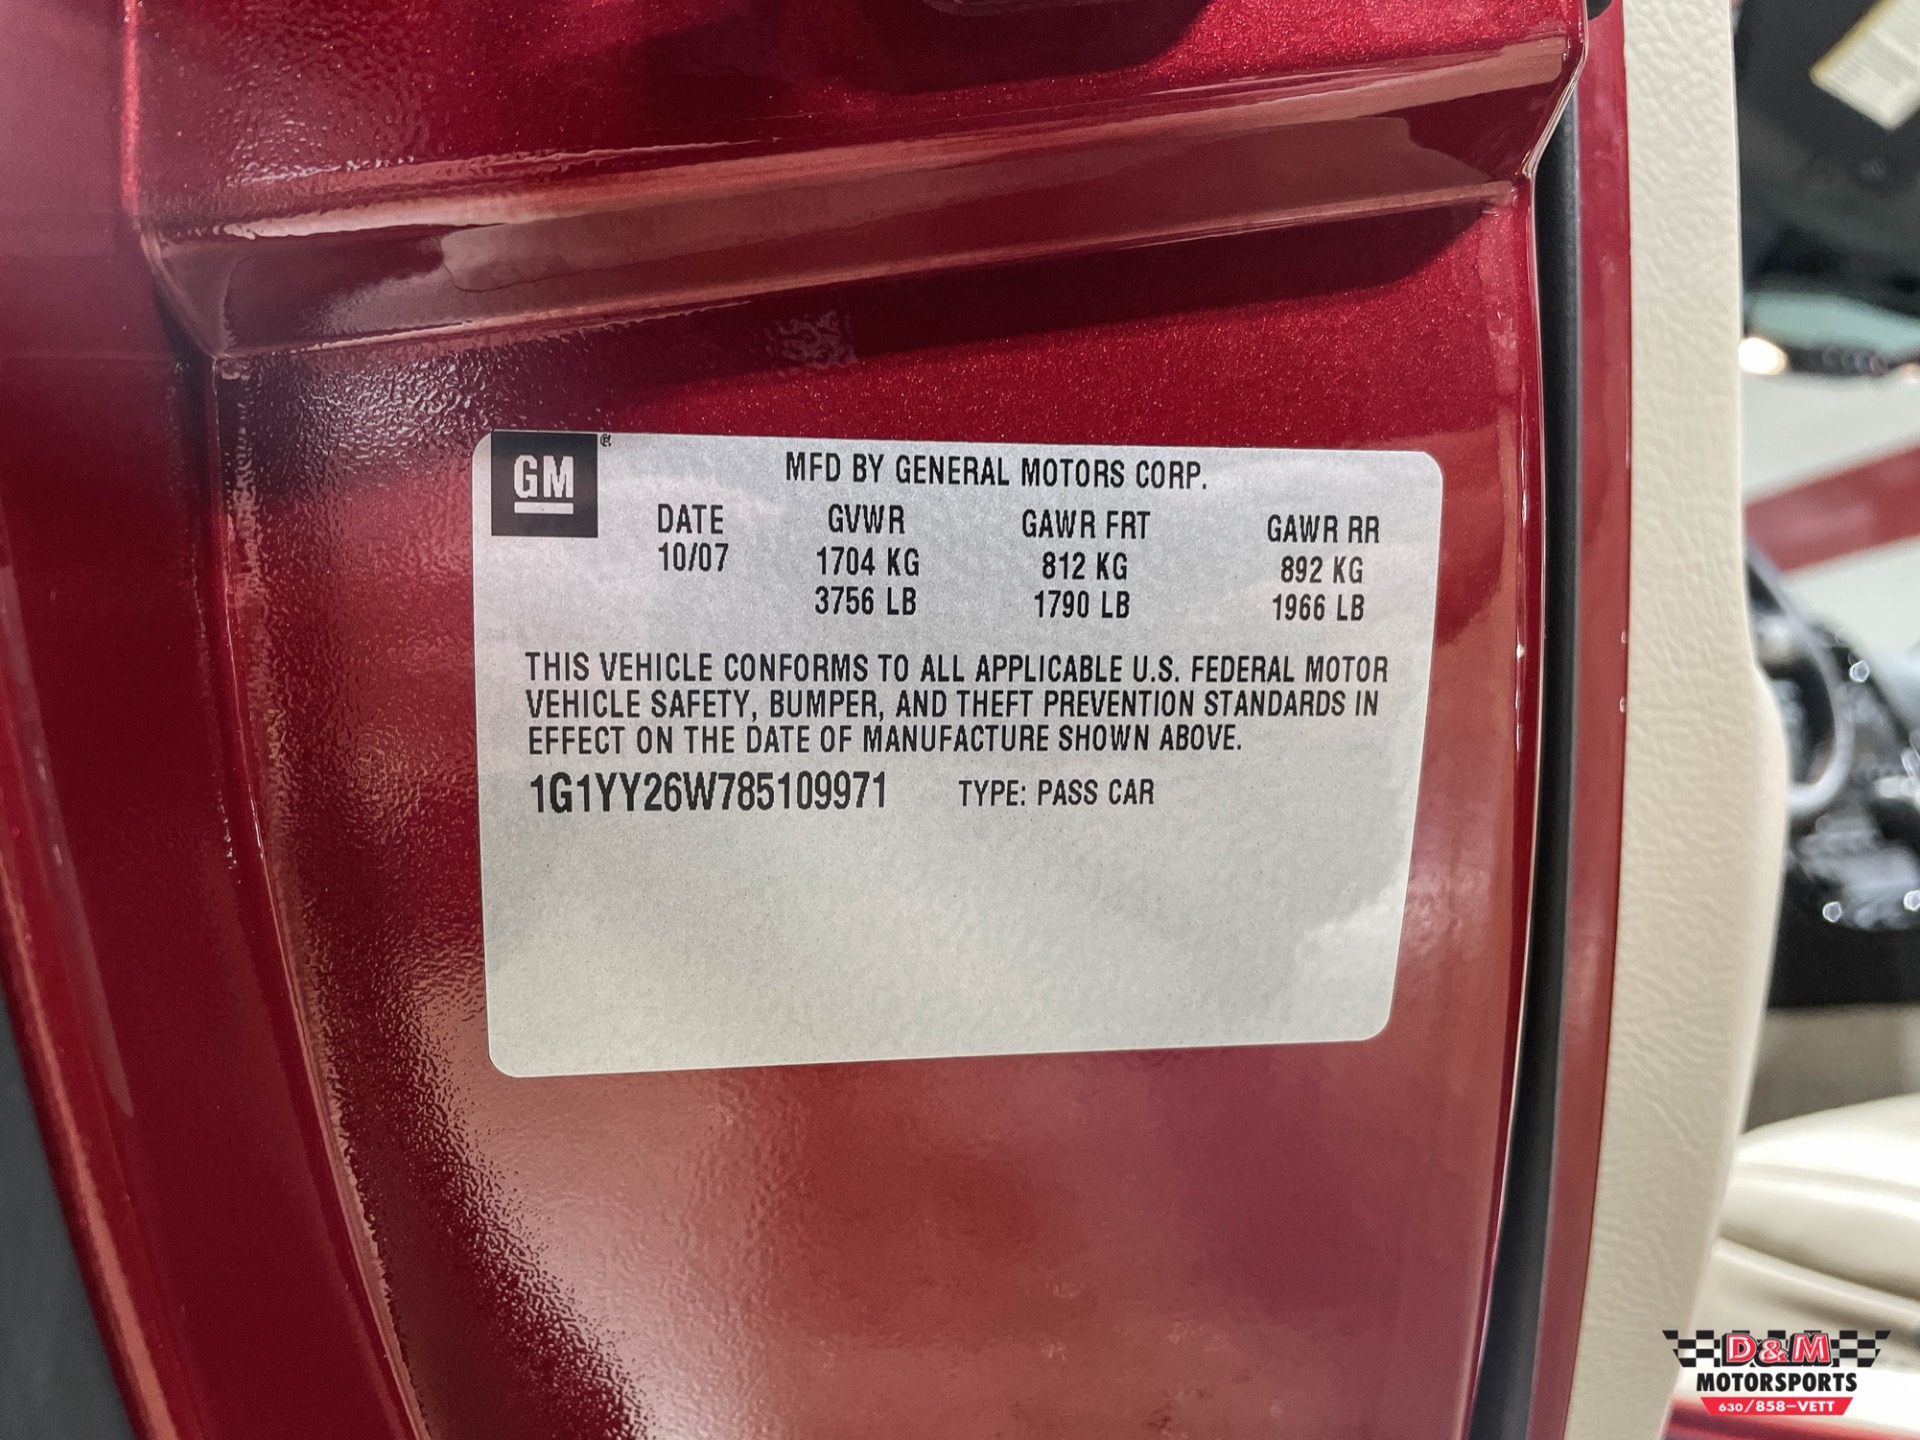 GM
MFD BY GENERAL MOTORS CORP.
DATE GVWR GAWR FRT GAWR RR
10/07 1704 KG 812 KG 892 KG
3756 LB 1790 LB 1966 LB
THIS VEHICLE CONFORMS TO ALL APPLICABLE U.S. FEDERAL MOTOR
VEHICLE SAFETY, BUMPER, AND THEFT PREVENTION STANDARDS IN
EFFECT ON THE DATE OF MANUFACTURE SHOWN ABOVE.
1G1YY26W785109971 TYPE: PASS CAR
D&M
MOTORSPORTS
630/858-VETT